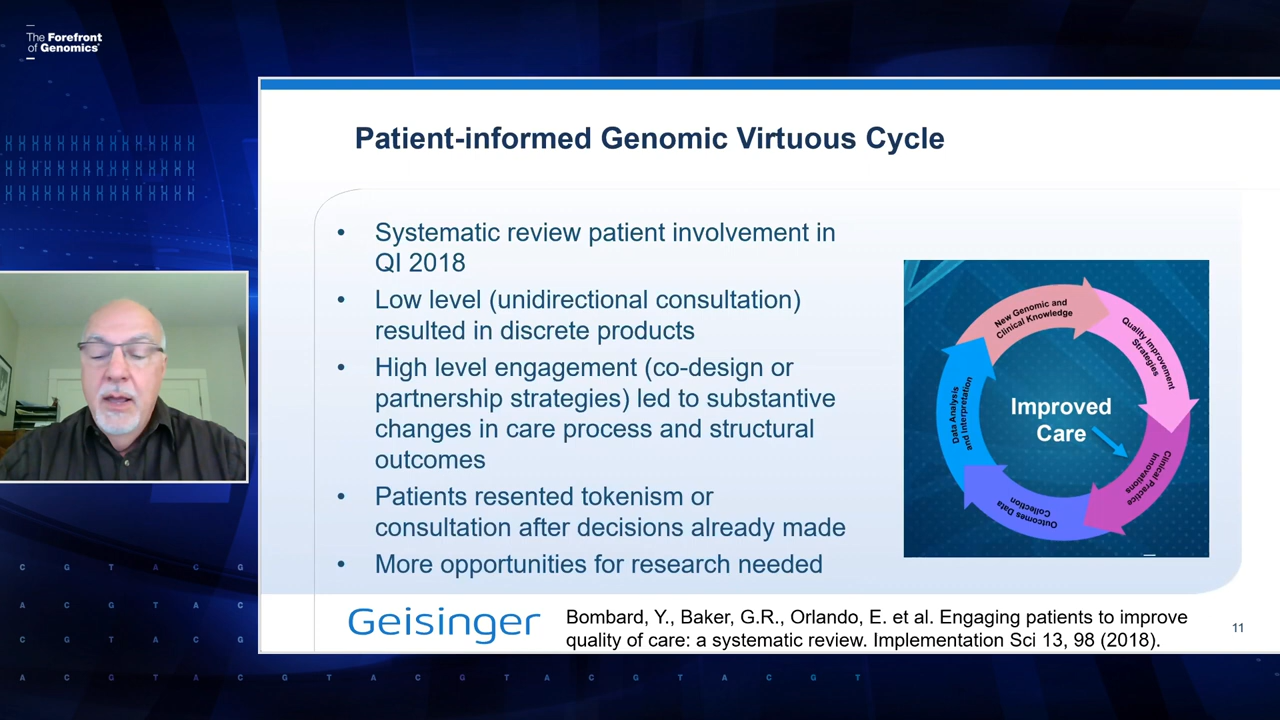 The Forefront
of Genomics®
Patient-informed Genomic Virtuous Cycle
• Systematic review patient involvement in
QI 2018
• Low level (unidirectional consultation)
resulted in discrete products
• High level engagement (co-design or
partnership strategies) led to substantive
changes in care process and structural
outcomes
• Patients resented tokenism or
consultation after decisions already made
• More opportunities for research needed
New Genomic and
Clinical Knowledge
Quality Improvement
Strategies
Clinical Practice
Innovations
Outcomes Data
Collection
Data Analysis
and Interpretation
Improved
Care
Geisinger
Bombard, Y., Baker, G.R., Orlando, E. et al. Engaging patients to improve
quality of care: a systematic review. Implementation Sci 13, 98 (2018).
11
C G T A C G
A C G T A C
A C G T A C G
A C G T A C G T A C G T A C G T A C G T